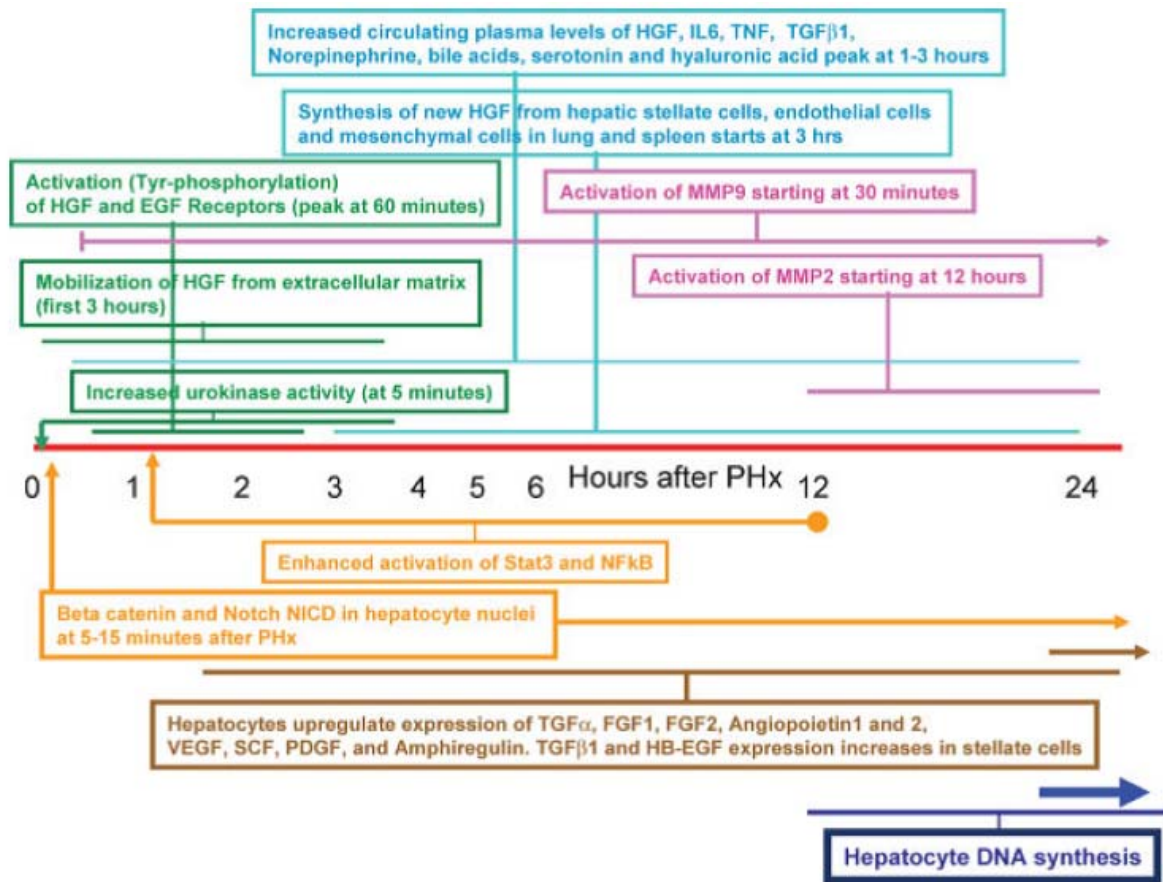 Increased circulating plasma levels of HGF, IL6, TNF, TGFβ1,
Norepinephrine, bile acids, serotonin and hyaluronic acid peak at 1-3 hours
Synthesis of new HGF from hepatic stellate cells, endothelial cells
and mesenchymal cells in lung and spleen starts at 3 hrs
Activation (Tyr-phosphorylation)
of HGF and EGF Receptors (peak at 60 minutes)
Activation of MMP9 starting at 30 minutes
Mobilization of HGF from extracellular matrix
(first 3 hours)
Activation of MMP2 starting at 12 hours
Increased urokinase activity (at 5 minutes)
0 1 2 3 4 5 6 Hours after PHx 12 24
Enhanced activation of Stat3 and NFkB
Beta catenin and Notch NICD in hepatocyte nuclei
at 5-15 minutes after PHx
Hepatocytes upregulate expression of TGFα, FGF1, FGF2, Angiopoietin1 and 2,
VEGF, SCF, PDGF, and Amphiregulin. TGFβ1 and HB-EGF expression increases in stellate cells
Hepatocyte DNA synthesis